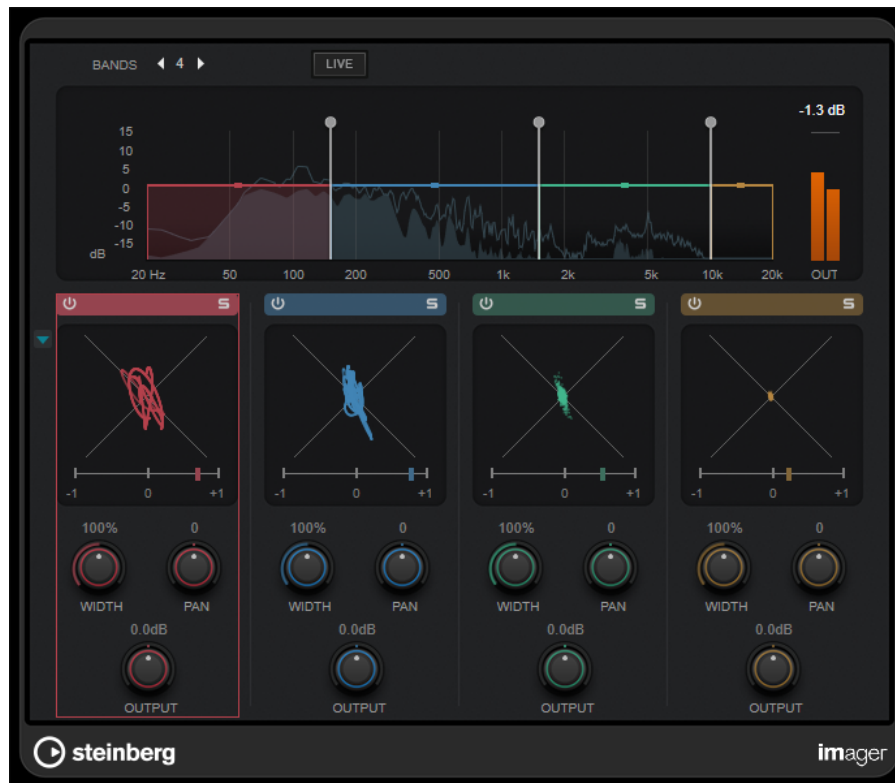 BANDS 4 LIVE
-1.3 dB
15
10
5
0
-5
-10
-15
dB
20 Hz 50 100 200 500 1k 2k 5k 10k 20k OUT
S S S S
-1 0 +1 -1 0 +1 -1 0 +1 -1 0 +1
100% 0 100% 0 100% 0 100% 0
WIDTH PAN WIDTH PAN WIDTH PAN WIDTH PAN
0.0dB 0.0dB 0.0dB 0.0dB
OUTPUT OUTPUT OUTPUT OUTPUT
steinberg imager